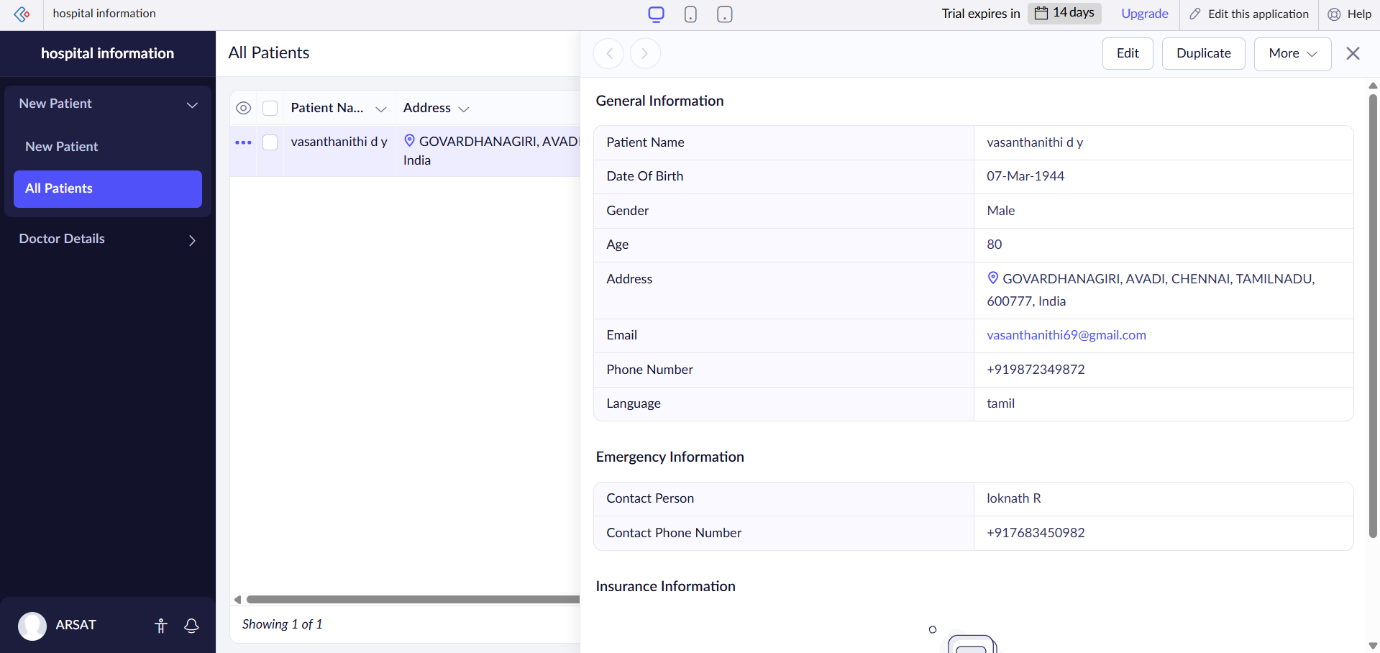 hospital information
Trial expires in 14 days Upgrade Edit this application Help
hospital information
New Patient
New Patient
All Patients
Doctor Details
ARSAT
All Patients
Patient Na... Address
vasanthanithi d y GOVARDHANAGIRI, AVADI
India
Showing 1 of 1
Edit Duplicate More
General Information
Patient Name vasanthanithi d y
Date Of Birth 07-Mar-1944
Gender Male
Age 80
Address GOVARDHANAGIRI, AVADI, CHENNAI, TAMILNADU,
600777, India
Email vasanthanithi69@gmail.com
Phone Number +919872349872
Language tamil
Emergency Information
Contact Person loknath R
Contact Phone Number +917683450982
Insurance Information